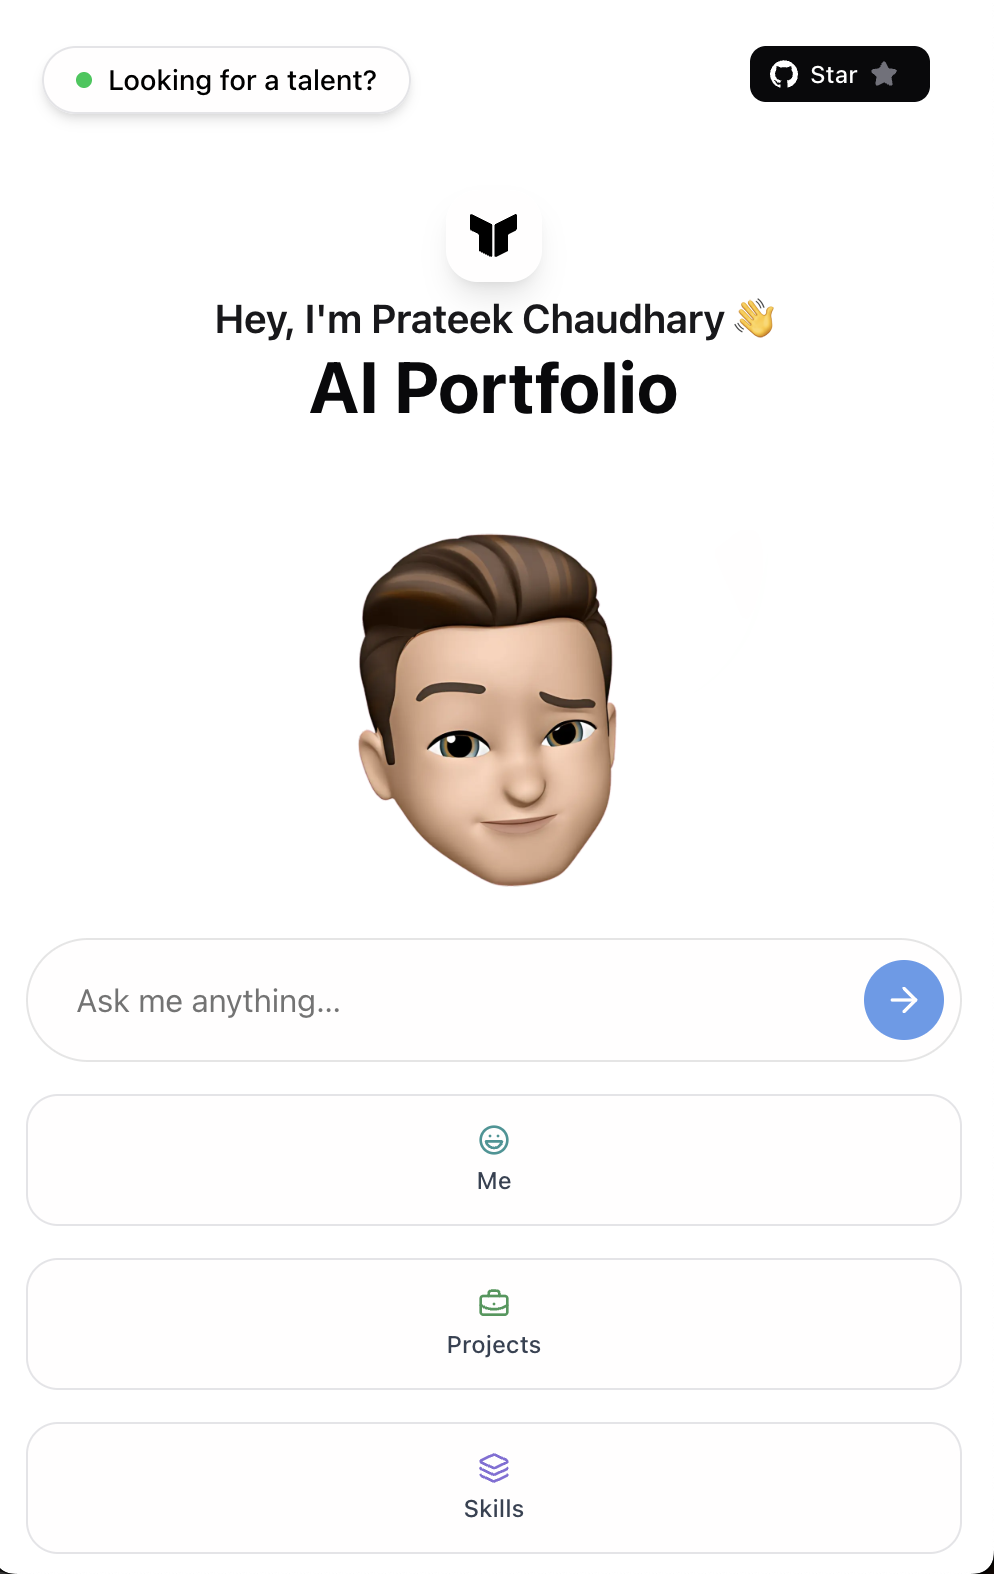 Looking for a talent?
Star
Hey, I'm Prateek Chaudhary 👋
AI Portfolio
Ask me anything...
Me
Projects
Skills